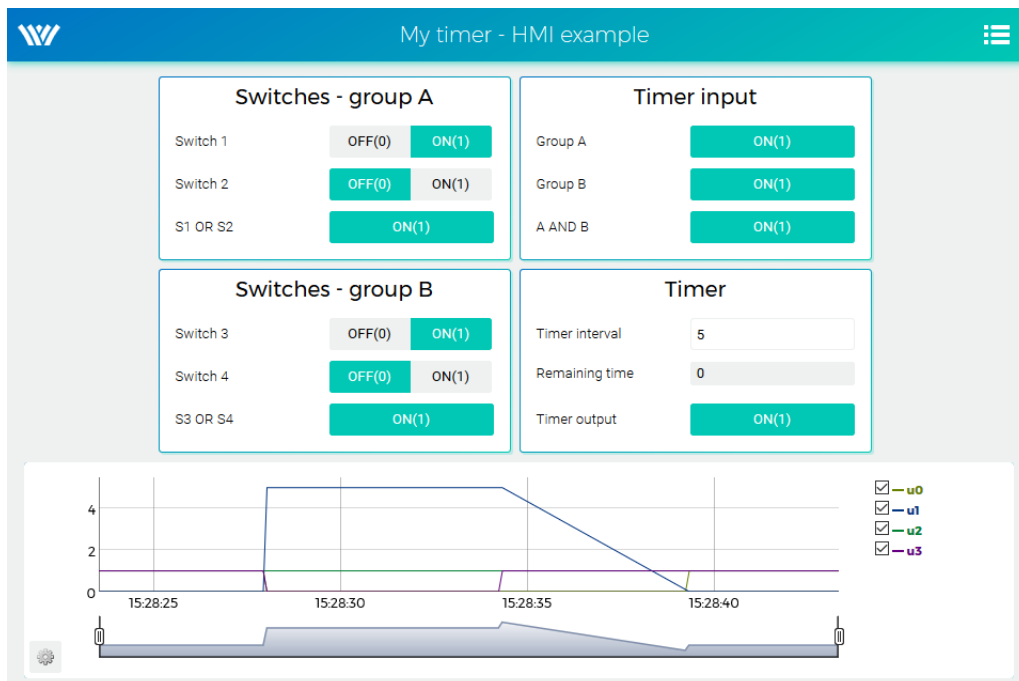 My timer - HMI example
Switches - group A
Switch 1 OFF(0) ON(1)
Switch 2 OFF(0) ON(1)
S1 OR S2 ON(1)
Timer input
Group A ON(1)
Group B ON(1)
A AND B ON(1)
Switches - group B
Switch 3 OFF(0) ON(1)
Switch 4 OFF(0) ON(1)
S3 OR S4 ON(1)
Timer
Timer interval 5
Remaining time 0
Timer output ON(1)
4
2
0
15:28:25 15:28:30 15:28:35 15:28:40
u0
u1
u2
u3